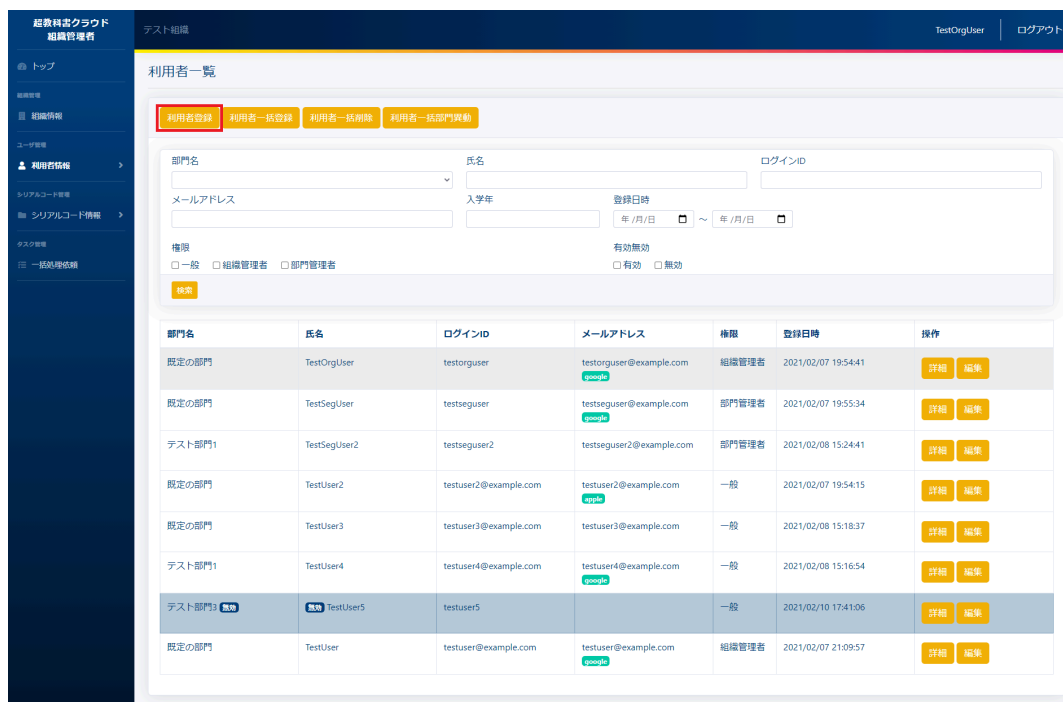 超教科書クラウド
組織管理者
テスト組織
TestOrgUser
ログアウト
トップ
組織管理
組織情報
ユーザ管理
利用者情報
シリアルコード管理
シリアルコード情報
タスク管理
一括処理依頼
利用者一覧
利用者登録 利用者一括登録 利用者一括削除 利用者一括部門異動
部門名 氏名 ログインID
メールアドレス 入学年 登録日時
年 /月/日 ～ 年 /月/日
権限 有効無効
一般 組織管理者 部門管理者 有効 無効
検索
部門名 氏名 ログインID メールアドレス 権限 登録日時 操作
既定の部門 TestOrgUser testorguser testorguser@example.com 組織管理者 2021/02/07 19:54:41 詳細 編集
google
既定の部門 TestSegUser testseguser testseguser@example.com 部門管理者 2021/02/07 19:55:34 詳細 編集
google
テスト部門1 TestSegUser2 testseguser2 testseguser2@example.com 部門管理者 2021/02/08 15:24:41 詳細 編集
既定の部門 TestUser2 testuser2@example.com testuser2@example.com 一般 2021/02/07 19:54:15 詳細 編集
apple
既定の部門 TestUser3 testuser3@example.com testuser3@example.com 一般 2021/02/08 15:18:37 詳細 編集
テスト部門1 TestUser4 testuser4@example.com testuser4@example.com 一般 2021/02/08 15:16:54 詳細 編集
google
テスト部門3 無効 無効 TestUser5 testuser5 一般 2021/02/10 17:41:06 詳細 編集
既定の部門 TestUser testuser@example.com testuser@example.com 組織管理者 2021/02/07 21:09:57 詳細 編集
google